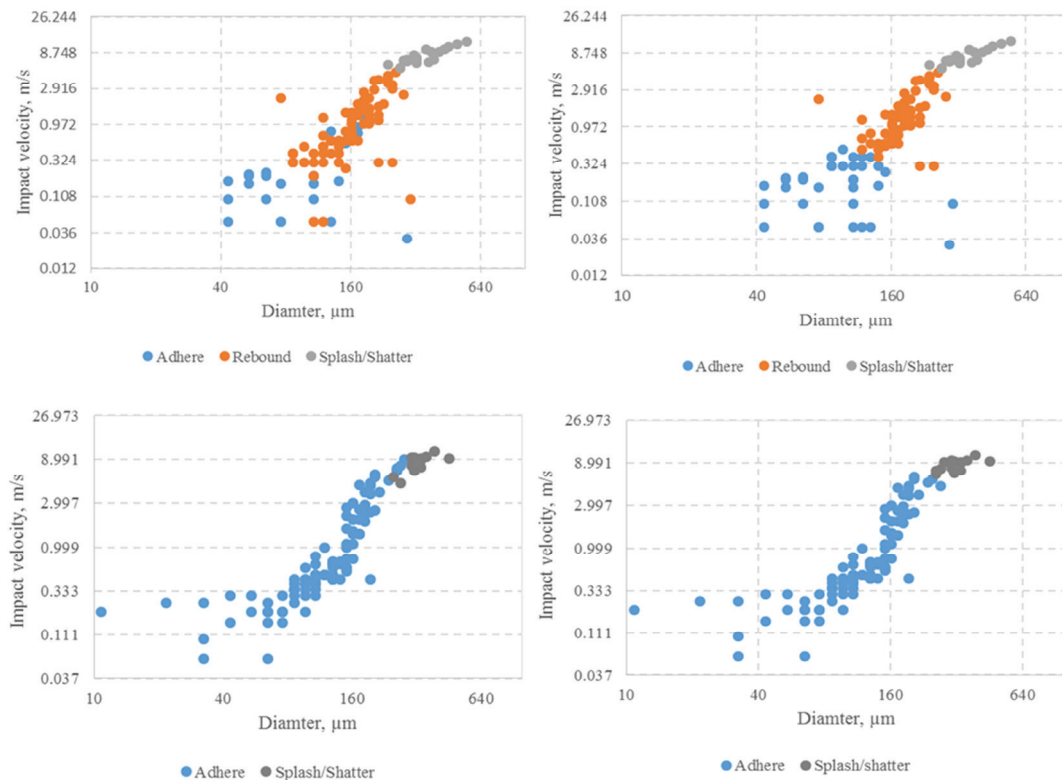 26.244
8.748
2.916
0.972
0.324
0.108
0.036
0.012
Impact velocity, m/s
10 40 160 640
Diamter, µm
Adhere Rebound Splash/Shatter
26.244
8.748
2.916
0.972
0.324
0.108
0.036
0.012
Impact velocity, m/s
10 40 160 640
Diamter, µm
Adhere Rebound Splash/Shatter
26.973
8.991
2.997
0.999
0.333
0.111
0.037
Impact velocity, m/s
10 40 160 640
Diamter, µm
Adhere Splash/Shatter
26.973
8.991
2.997
0.999
0.333
0.111
0.037
Impact velocity, m/s
10 40 160 640
Diamter, µm
Adhere Splash/Shatter